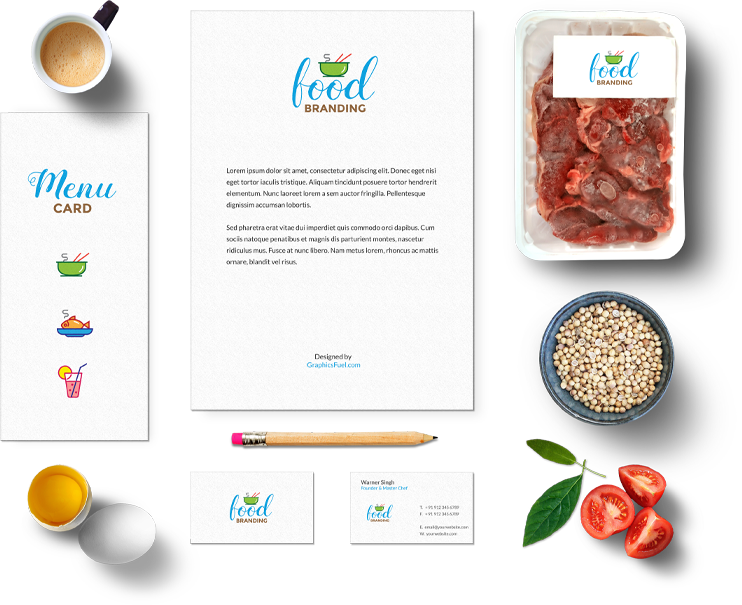 Menu
CARD
food
BRANDING
Lorem ipsum dolor sit amet, consectetur adipiscing elit. Donec eget nisi
eget tortor iaculis tristique. Aliquam tincidunt posuere tortor hendrerit
elementum. Nunc laoreet lorem a sem auctor fringilla. Pellentesque
dignissim accumsan lobortis.
Sed pharetra erat vitae dui imperdiet quis commodo orci dapibus. Cum
sociis natoque penatibus et magnis dis parturient montes, nascetur
ridiculus mus. Fusce at nunc libero. Nam metus lorem, rhoncus ac mattis
ornare, blandit vel risus.
Designed by
GraphicsFuel.com
food
BRANDING
food
BRANDING
Warner Singh
Founder & Master Chef
food
BRANDING
T. +91 912 345 6789
F. +91 912 345 6789
E. email@yourwebsite.com
W. yourwebsite.com